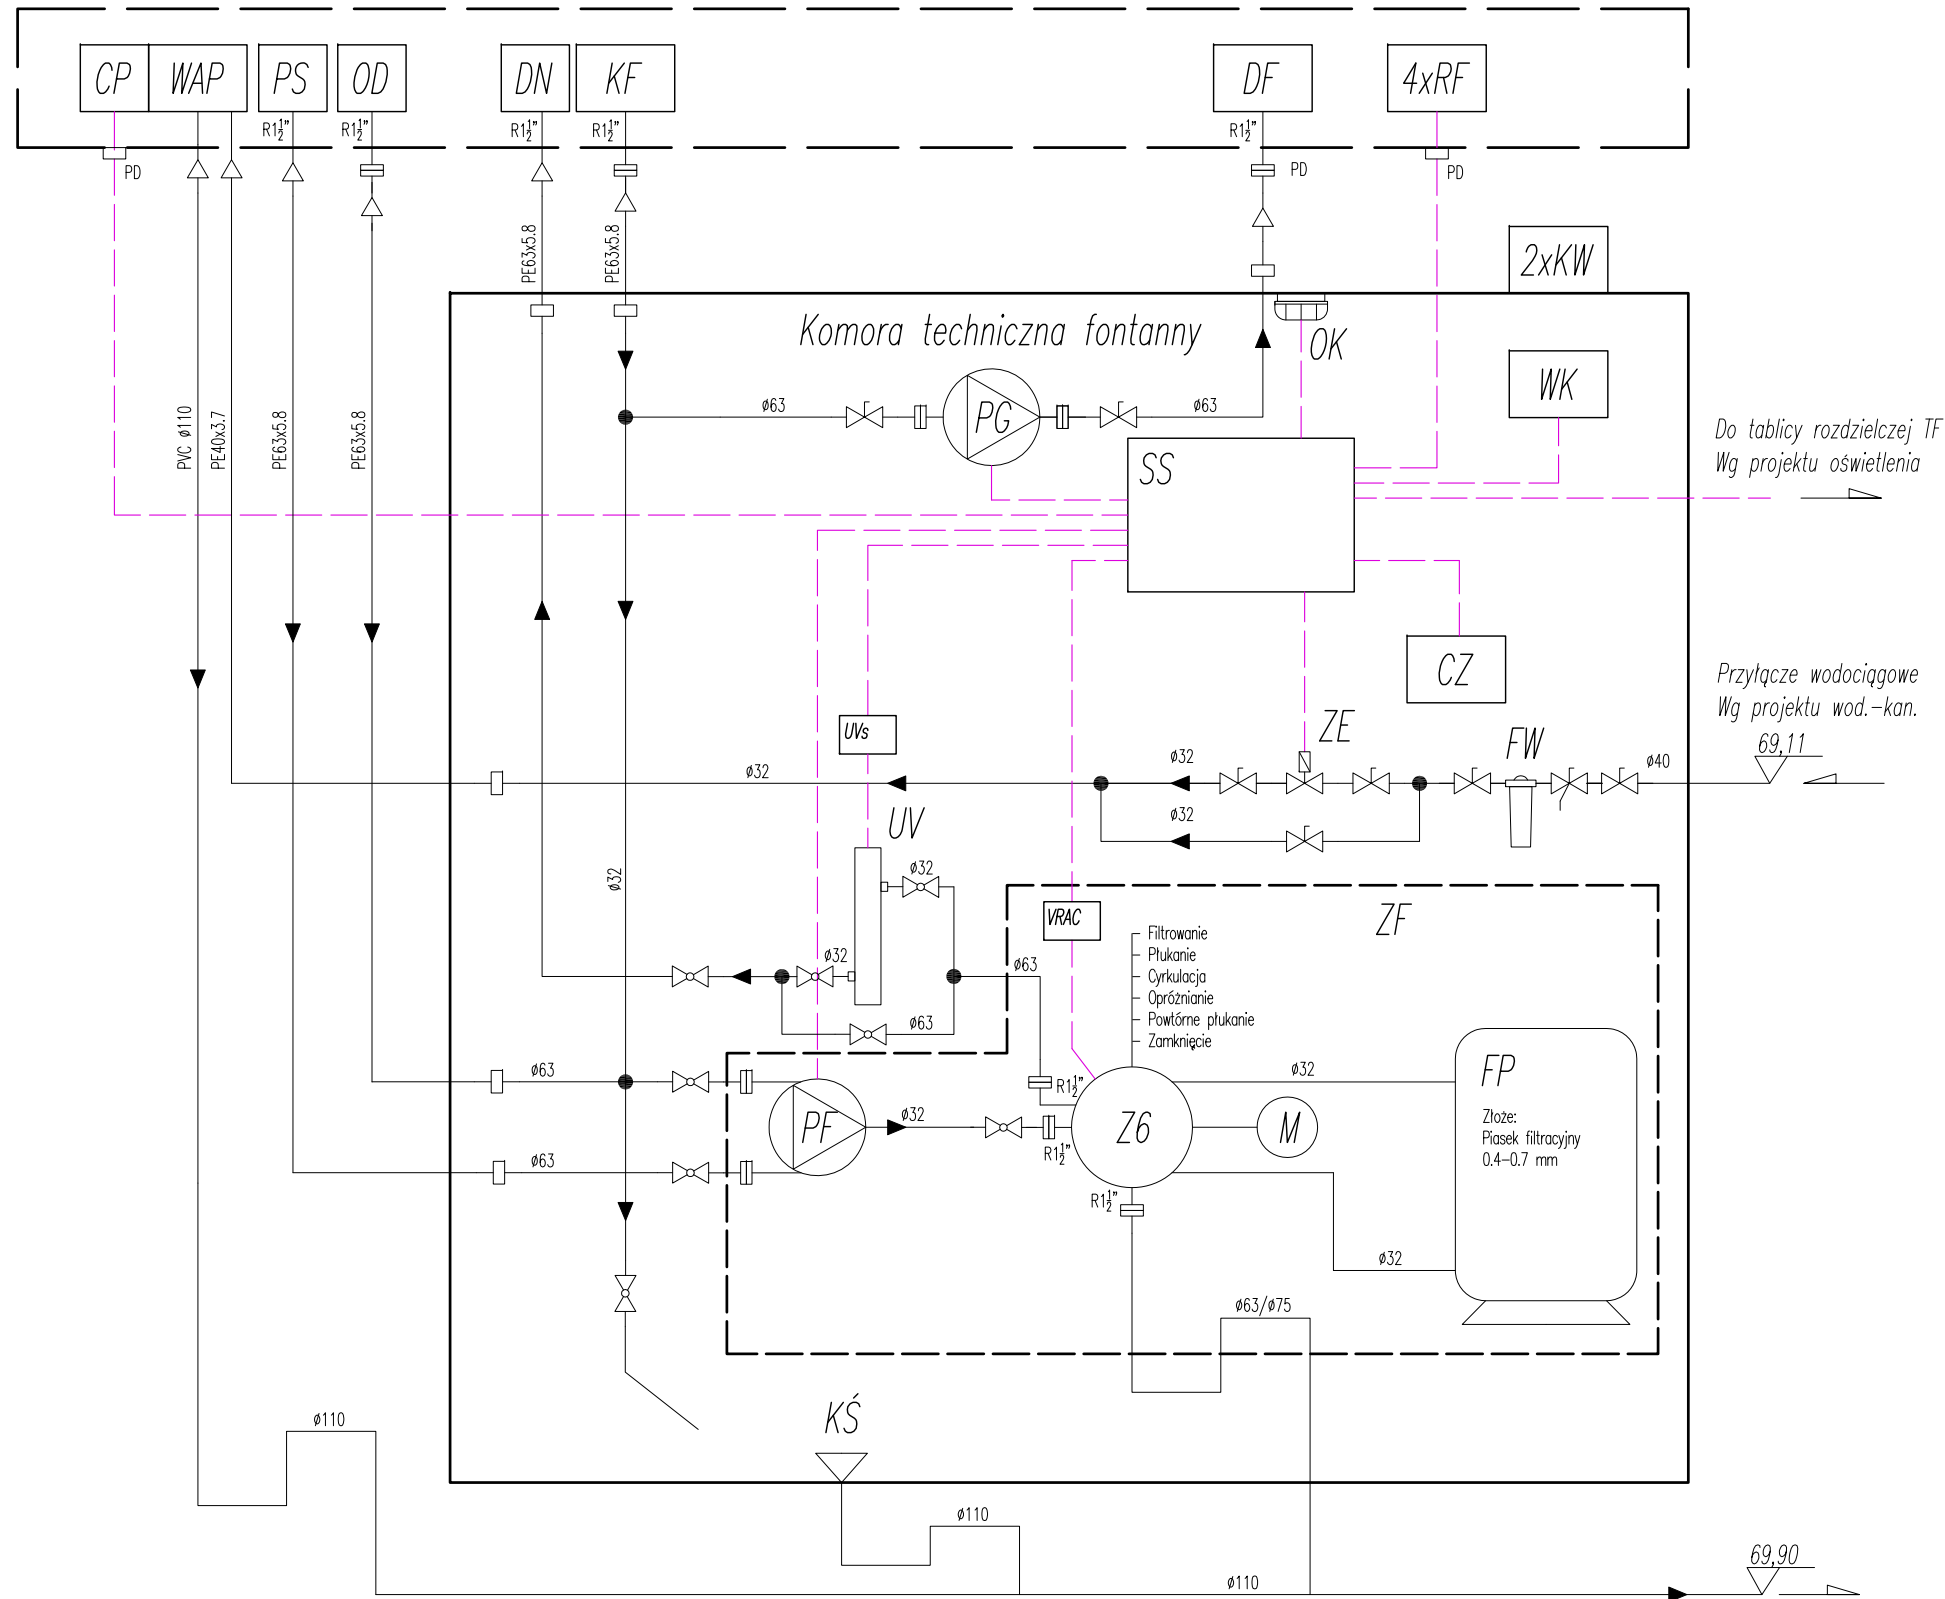 CP
WAP
PS
OD
DN
KF
DF
4xRF
R1½"
R1½"
R1½"
R1½"
R1½"
PD
PD
PD
PE63x5.8
PE63x5.8
2xKW
Komora techniczna fontanny
OK
WK
PVC ø110
PE40x3.7
PE63x5.8
PE63x5.8
ø63
PG
ø63
SS
Do tablicy rozdzielczej TF
Wg projektu oświetlenia
CZ
Przyłącze wodociągowe
Wg projektu wod.-kan.
69,11
UVs
ZE
FW
ø40
ø32
ø32
ø32
UV
ø32
ø32
VRAC
ZF
Filtrowanie
Płukanie
Cyrkulacja
Opróżnianie
Powtórne płukanie
Zamknięcie
ø32
ø63
ø63
ø63
R1½"
ø32
FP
Złoże:
Piasek filtracyjny
0.4–0.7 mm
PF
ø32
Z6
M
R1½"
ø63
R1½"
ø32
ø63/ø75
KŚ
ø110
ø110
ø110
69,90